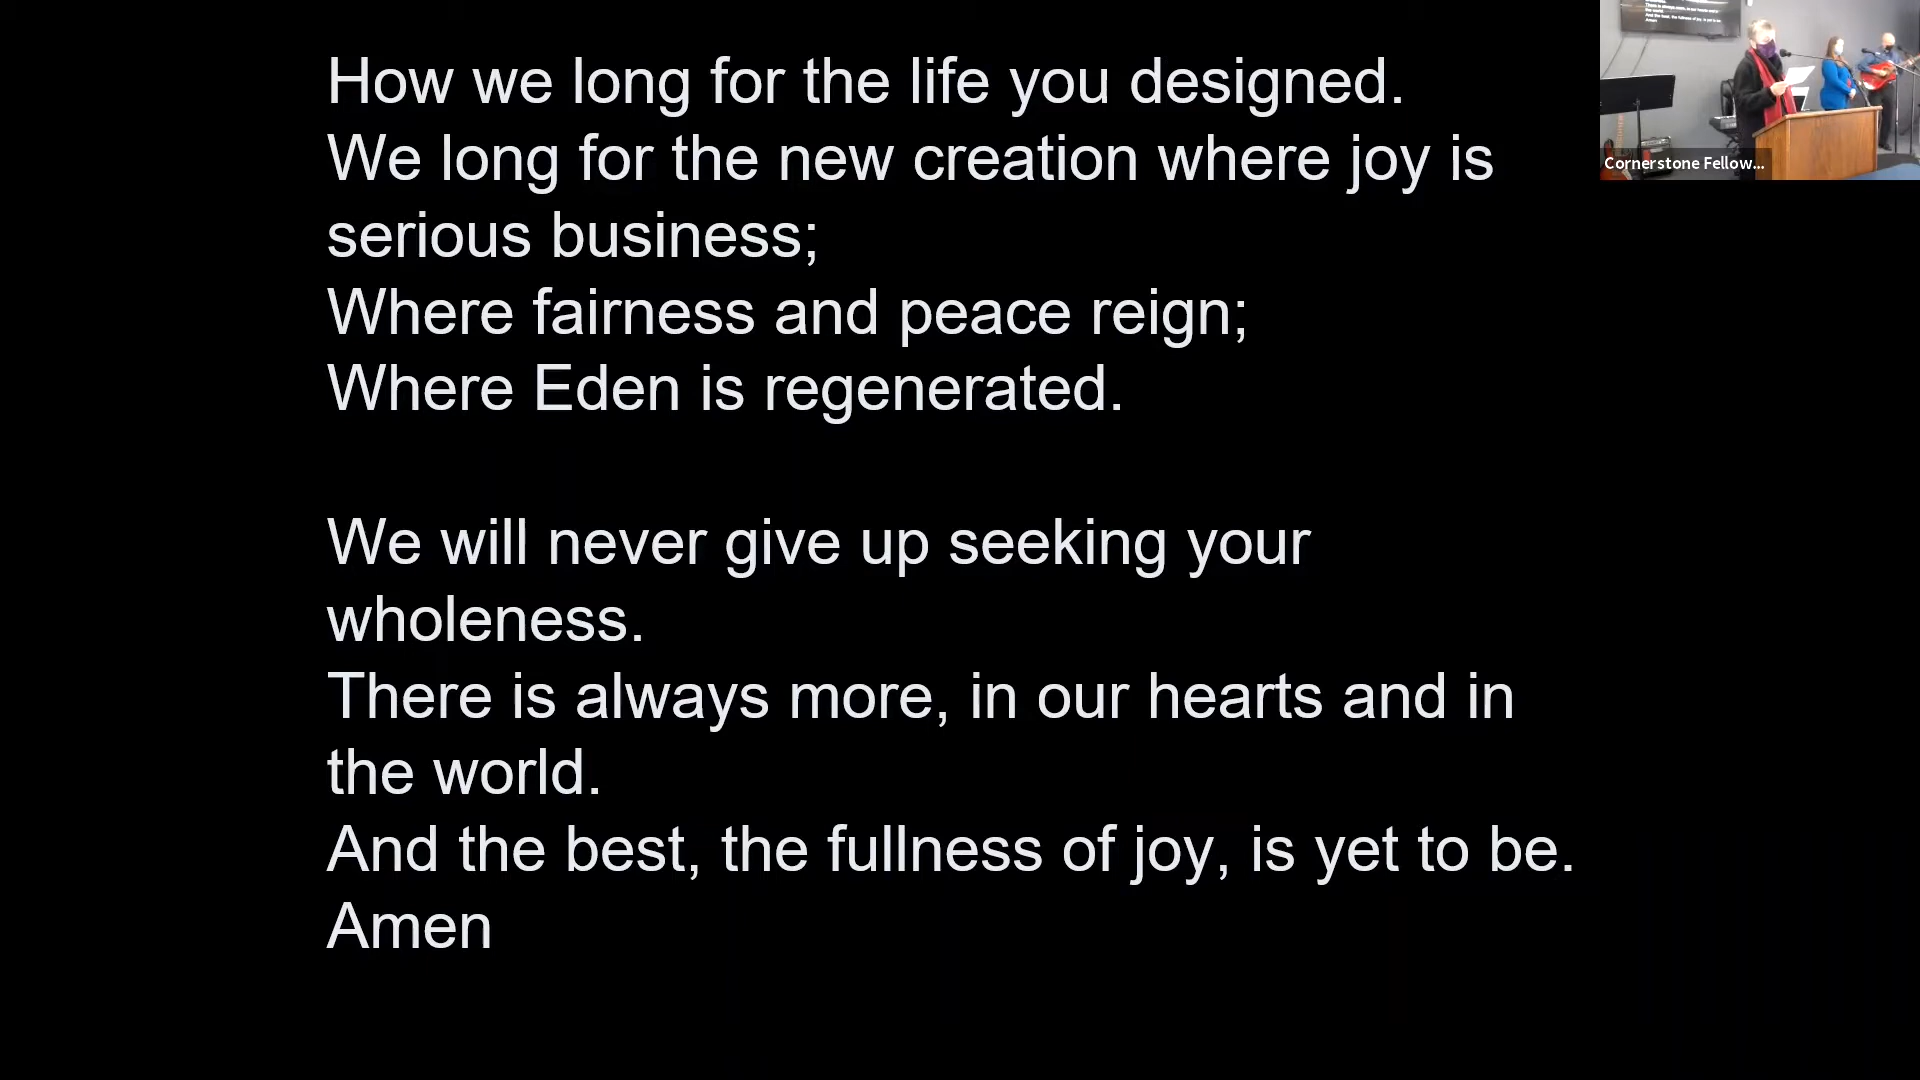 How we long for the life you designed.
We long for the new creation where joy is
serious business;
Where fairness and peace reign;
Where Eden is regenerated.
We will never give up seeking your
wholeness.
There is always more, in our hearts and in
the world.
And the best, the fullness of joy, is yet to be.
Amen
Cornerstone Fellow...